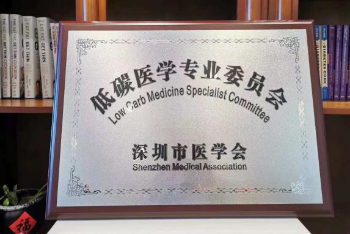 低碳医学专业委员会
Low Carb Medicine Specialist Committee
深圳市医学会
Shenzhen Medical Association